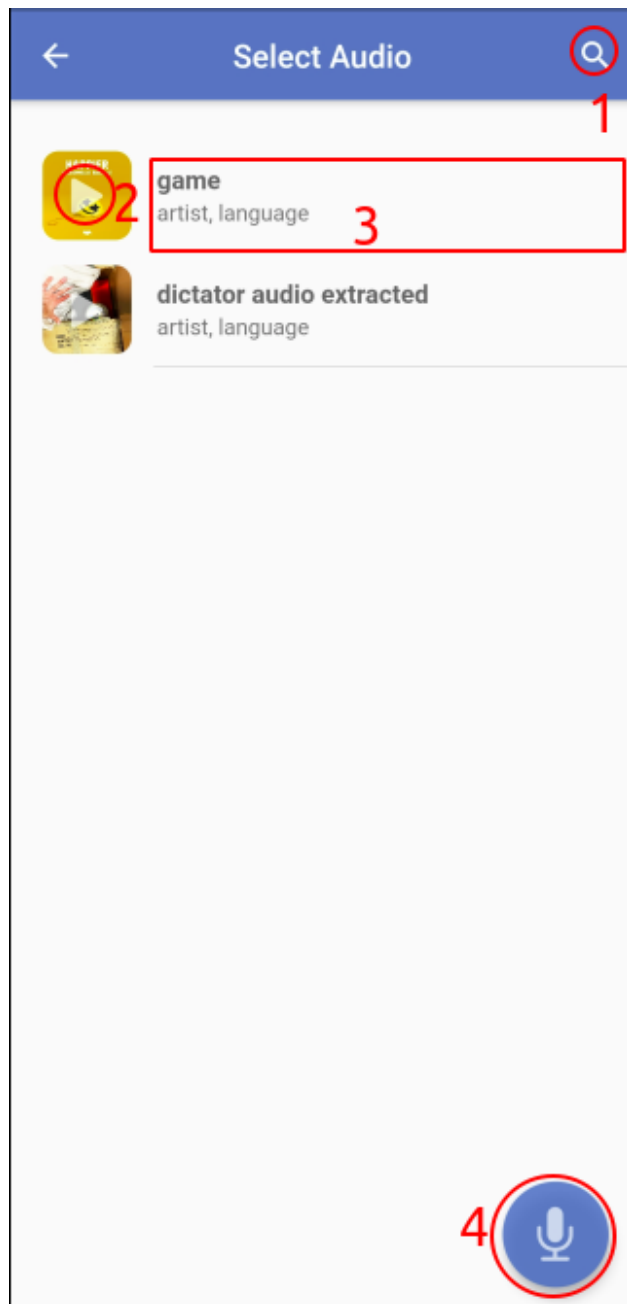 Select Audio
1
2
game
artist, language
3
dictator audio extracted
artist, language
4